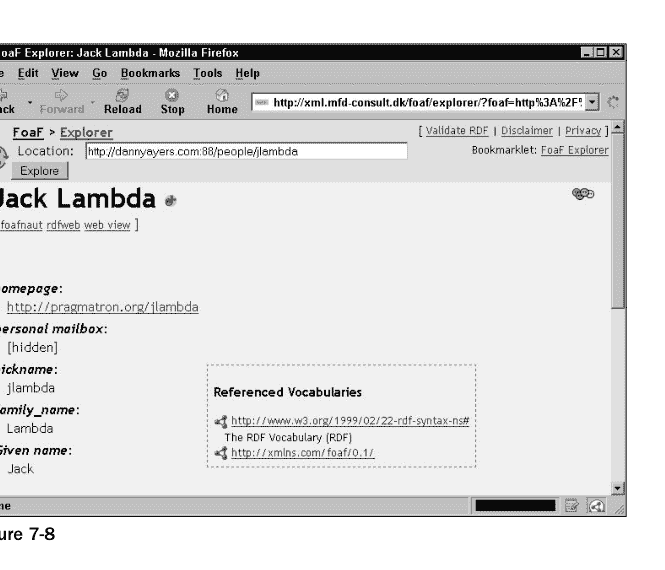 oaF Explorer: Jack Lambda - Mozilla Firefox
e Edit View Go Bookmarks Tools Help
ack Forward Reload Stop Home http://xml.mfd-consult.dk/foaf/explorer/?foaf=http%3A%2F%
FoaF > Explorer [ Validate RDF | Disclaimer | Privacy ]
Location: http://dannyayers.com:88/people/jlambda Bookmarklet: FoaF Explorer
Explore
Jack Lambda
foafnaut rdfweb web view ]
omepage:
http://pragmatron.org/jlambda
personal mailbox:
[hidden]
ickname:
jlambda
amily_name:
Lambda
Given name:
Jack
Referenced Vocabularies
http://www.w3.org/1999/02/22-rdf-syntax-ns#
The RDF Vocabulary (RDF)
http://xmlns.com/foaf/0.1/
ne
ure 7-8